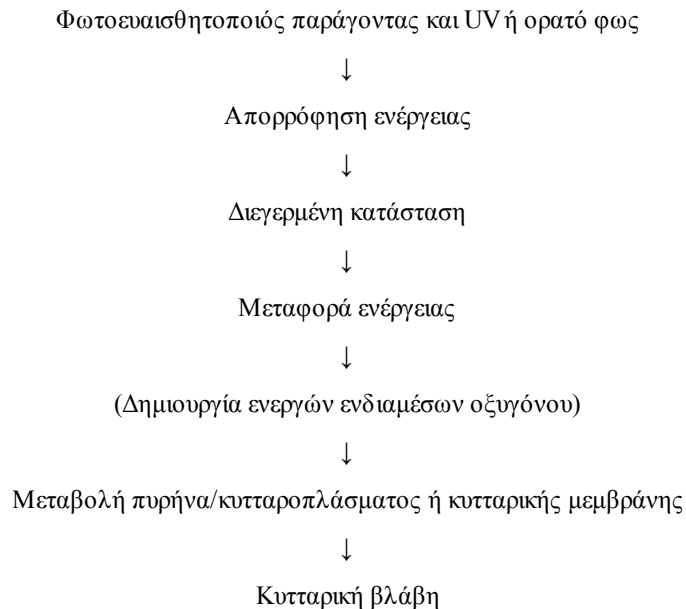 Φωτοευαισθητοποιός παράγοντας και UV ή ορατό φως
↓
Απορρόφηση ενέργειας
↓
Διεγερμένη κατάσταση
↓
Μεταφορά ενέργειας
↓
(Δημιουργία ενεργών ενδιαμέσων οξυγόνου)
↓
Μεταβολή πυρήνα/κυτταροπλάσματος ή κυτταρικής μεμβράνης
↓
Κυτταρική βλάβη